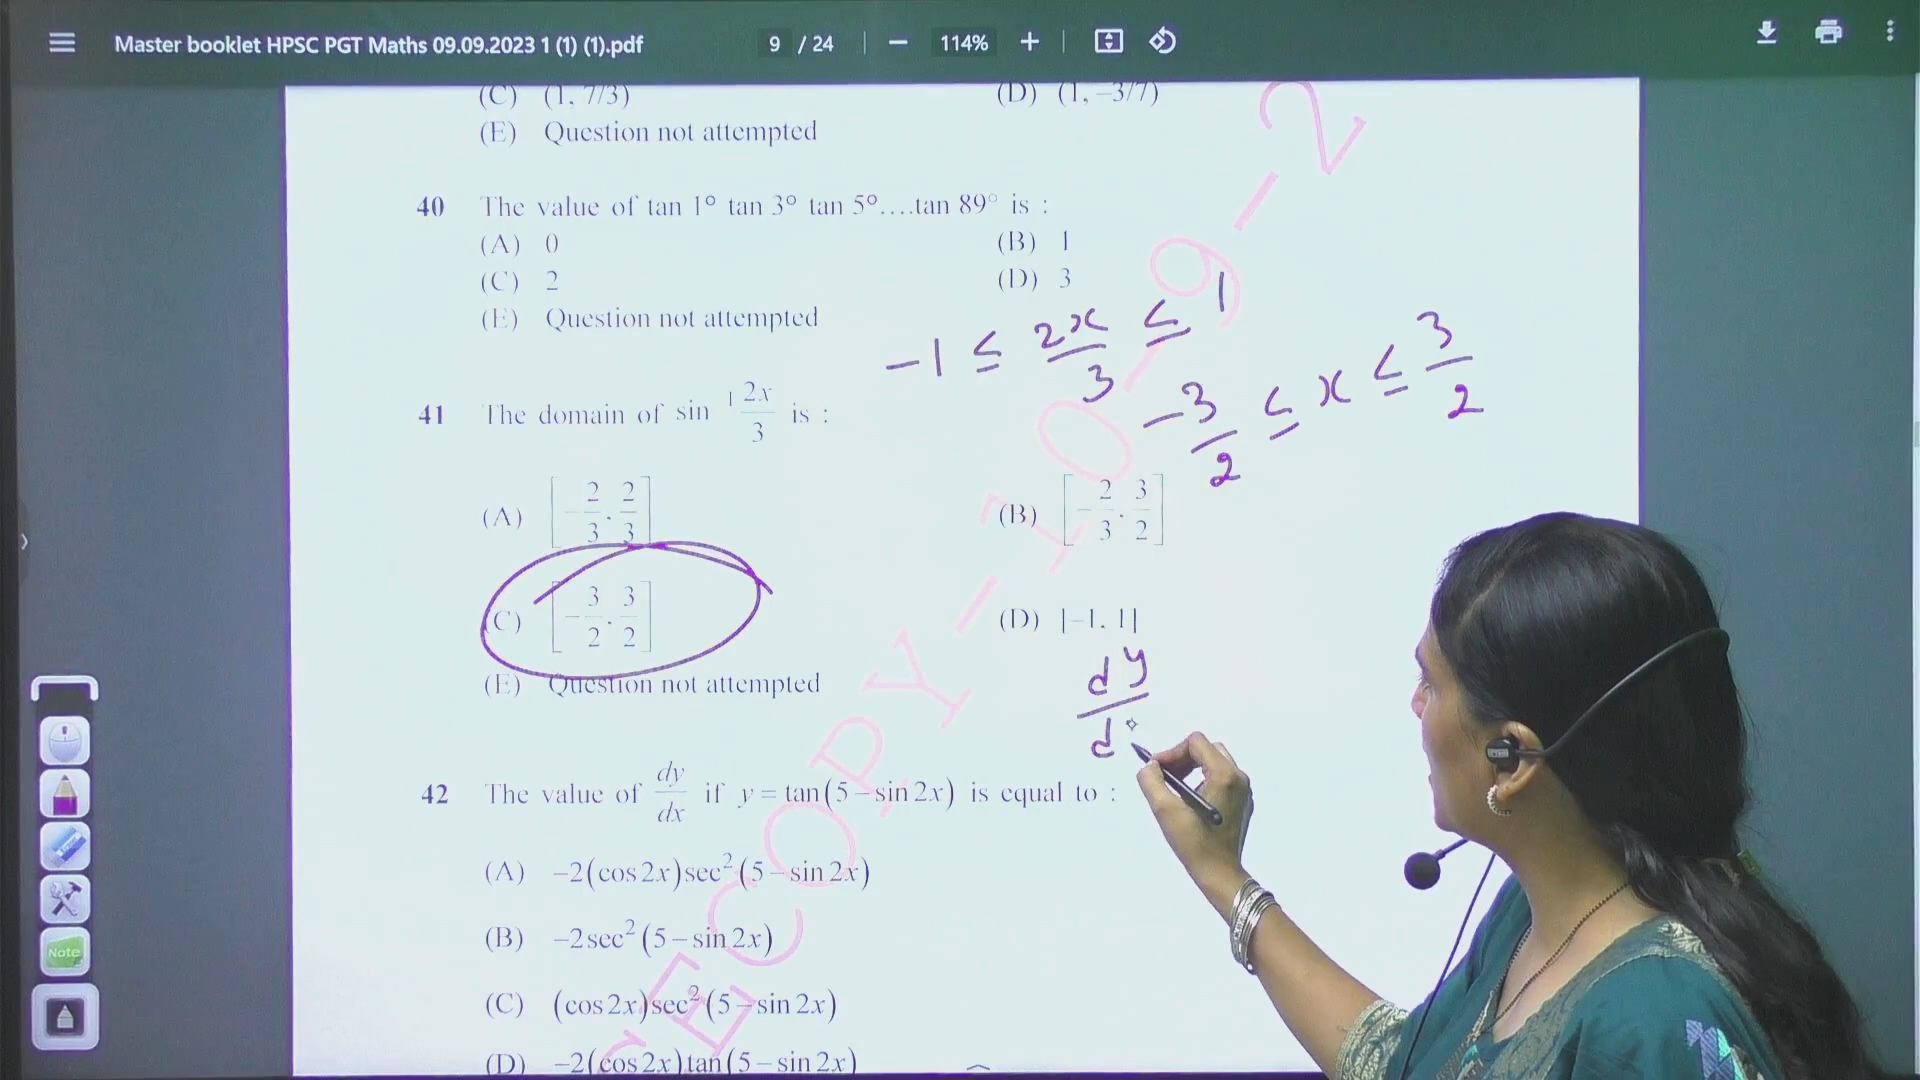 Master booklet HPSC PGT Maths 09.09.2023 1 (1) (1).pdf 9 / 24 114%
(C) (1, 7/3) (D) (1, –3/7)
(E) Question not attempted
40 The value of tan 1° tan 3° tan 5°....tan 89° is :
(A) 0 (B) 1
(C) 2 (D) 3
(E) Question not attempted
-1 ≤ 2x/3 ≤ 1
-3/2 ≤ x ≤ 3/2
41 The domain of sin⁻¹ 2x/3 is :
(A) [-2/3, 2/3] (B) [-2/3, 3/2]
(C) [-3/2, 3/2] (D) [–1, 1]
(E) Question not attempted
dy
d
42 The value of dy/dx if y = tan(5 – sin 2x) is equal to :
(A) –2(cos 2x) sec² (5 – sin 2x)
(B) –2 sec² (5 – sin 2x)
(C) (cos 2x) sec² (5 – sin 2x)
(D) –2(cos 2x) tan(5 – sin 2x)
Note